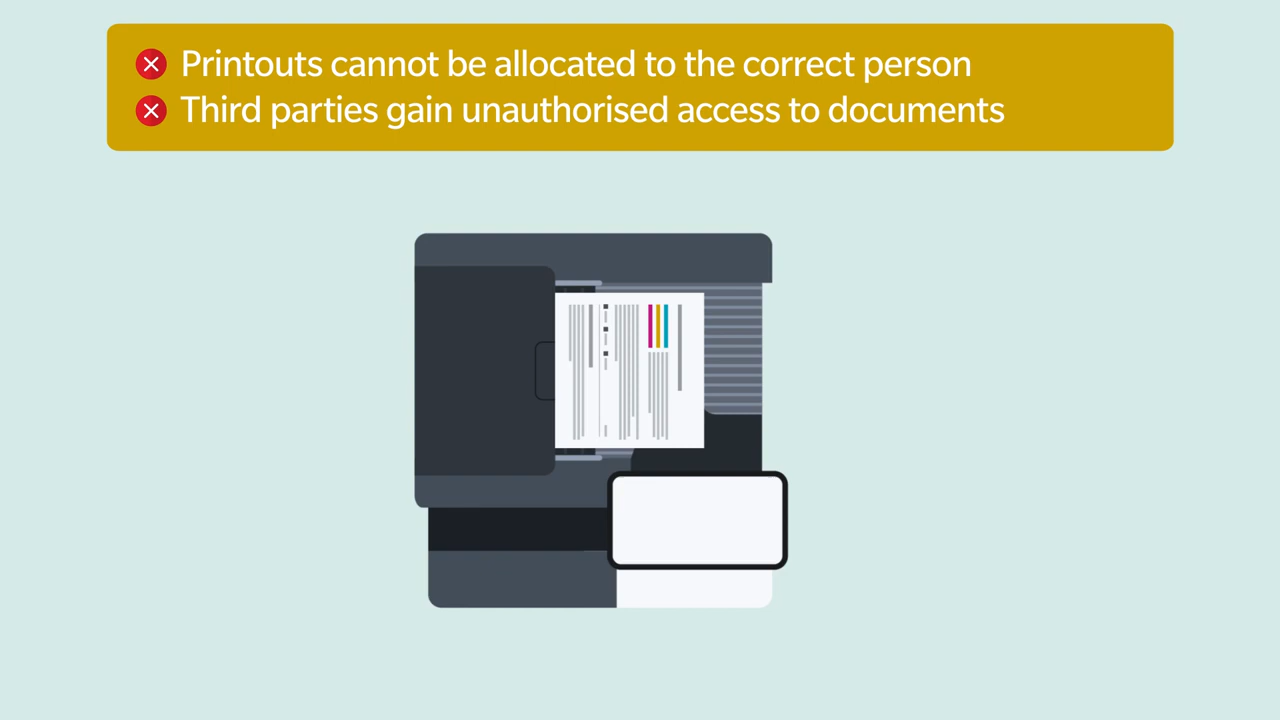 Printouts cannot be allocated to the correct person
Third parties gain unauthorised access to documents